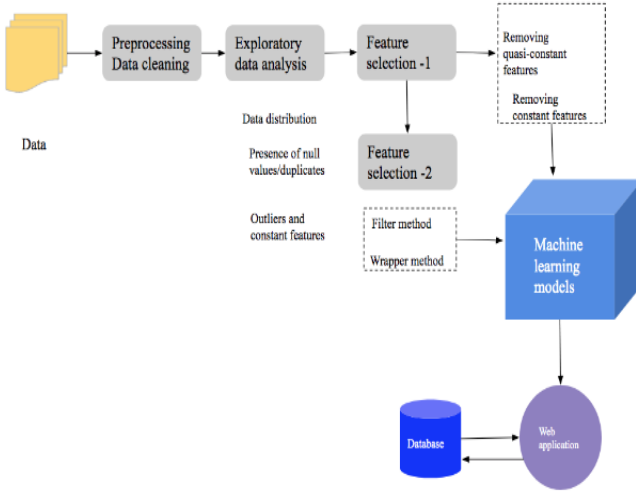 Preprocessing
Data cleaning
Exploratory
data analysis
Feature
selection -1
Removing
quasi-constant
features
Removing
constant features
Data
Data distribution
Presence of null
values/duplicates
Outliers and
constant features
Feature
selection -2
Filter method
Wrapper method
Machine
learning
models
Database
Web
application